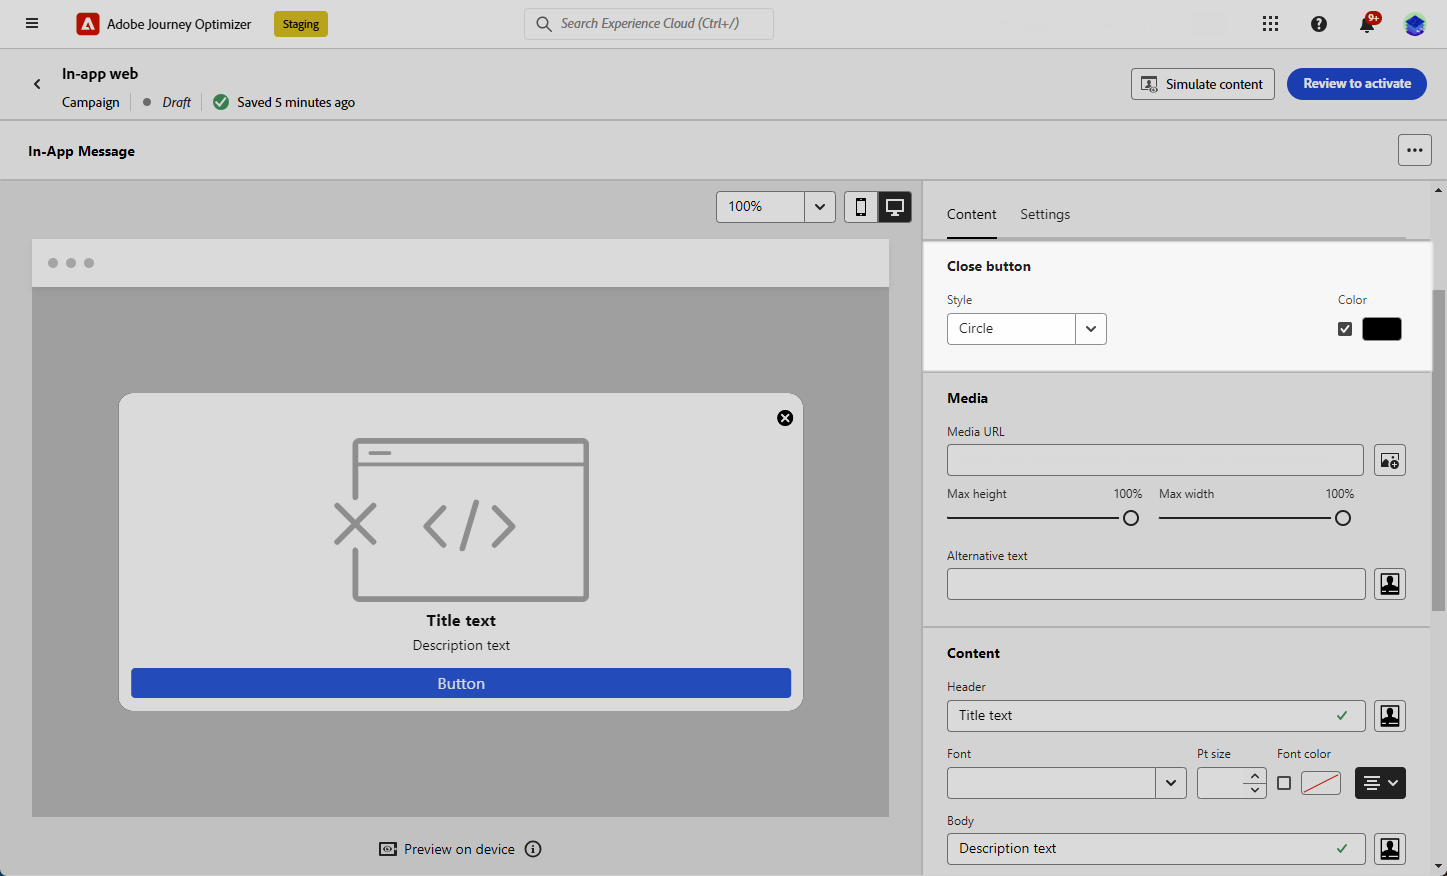 Adobe Journey Optimizer
Staging
Search Experience Cloud (Ctrl+/)
9+
In-app web
Campaign
Draft
Saved 5 minutes ago
Simulate content
Review to activate
In-App Message
100%
Content
Settings
Close button
Style
Color
Circle
Media
Media URL
Max height
100%
Max width
100%
Alternative text
Title text
Description text
Button
Content
Header
Title text
Font
Pt size
Font color
Body
Description text
Preview on device